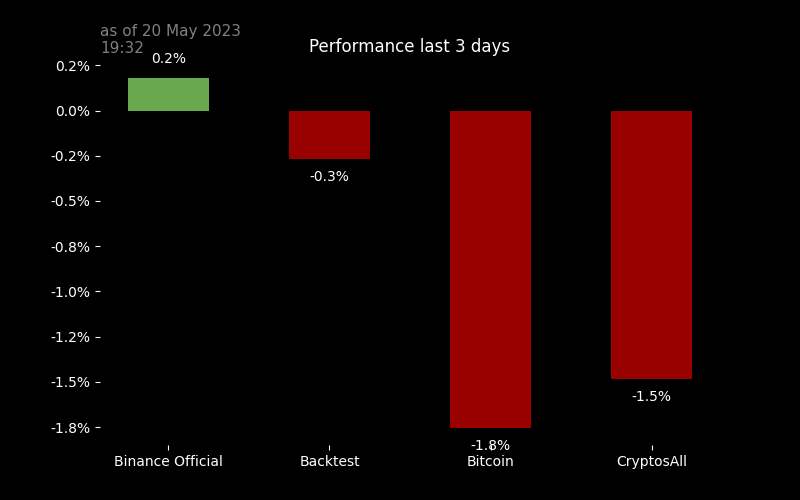 as of 20 May 2023
19:32
Performance last 3 days
0.2%
0.2%
0.0%
-0.2%
-0.3%
-0.5%
-0.8%
-1.0%
-1.2%
-1.5%
-1.5%
-1.8%
-1.8%
Binance Official
Backtest
Bitcoin
CryptosAll